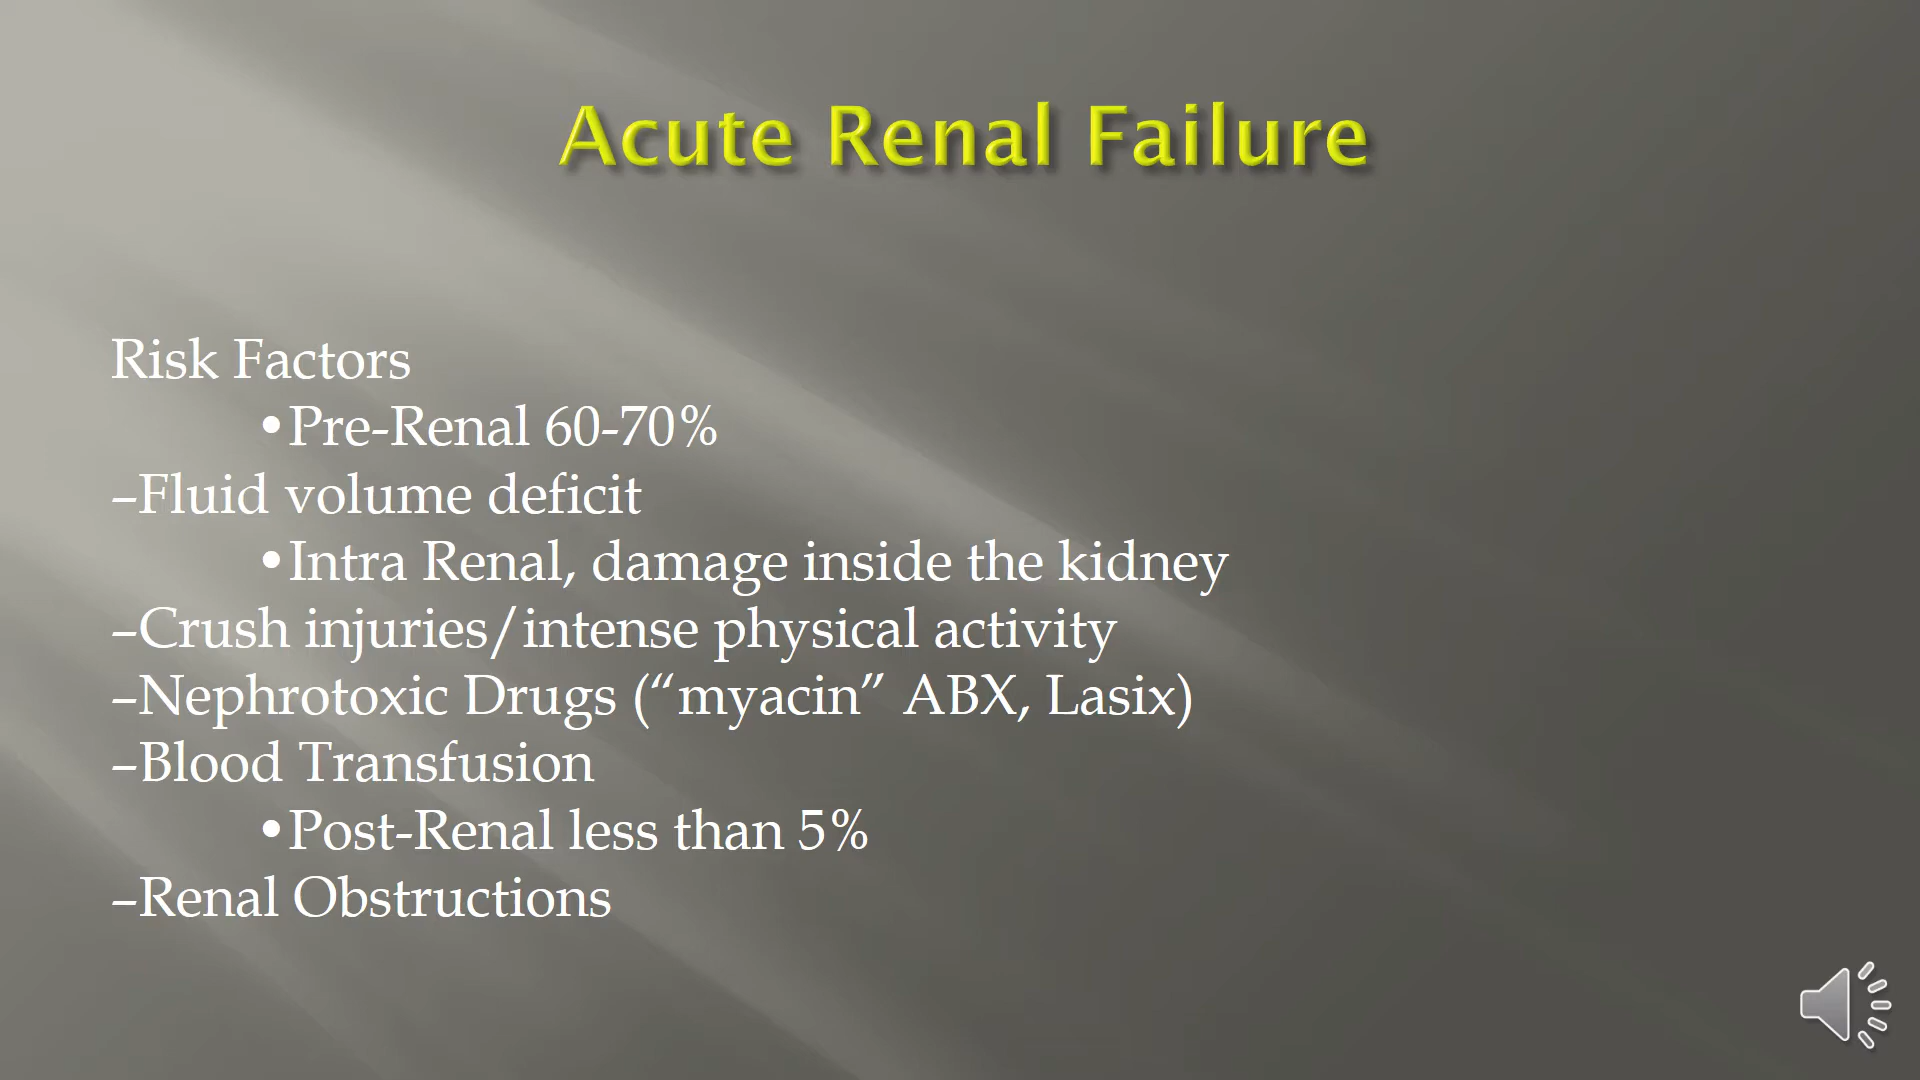 Acute Renal Failure
Risk Factors
•Pre-Renal 60-70%
–Fluid volume deficit
•Intra Renal, damage inside the kidney
–Crush injuries/intense physical activity
–Nephrotoxic Drugs (“myacin” ABX, Lasix)
–Blood Transfusion
•Post-Renal less than 5%
–Renal Obstructions